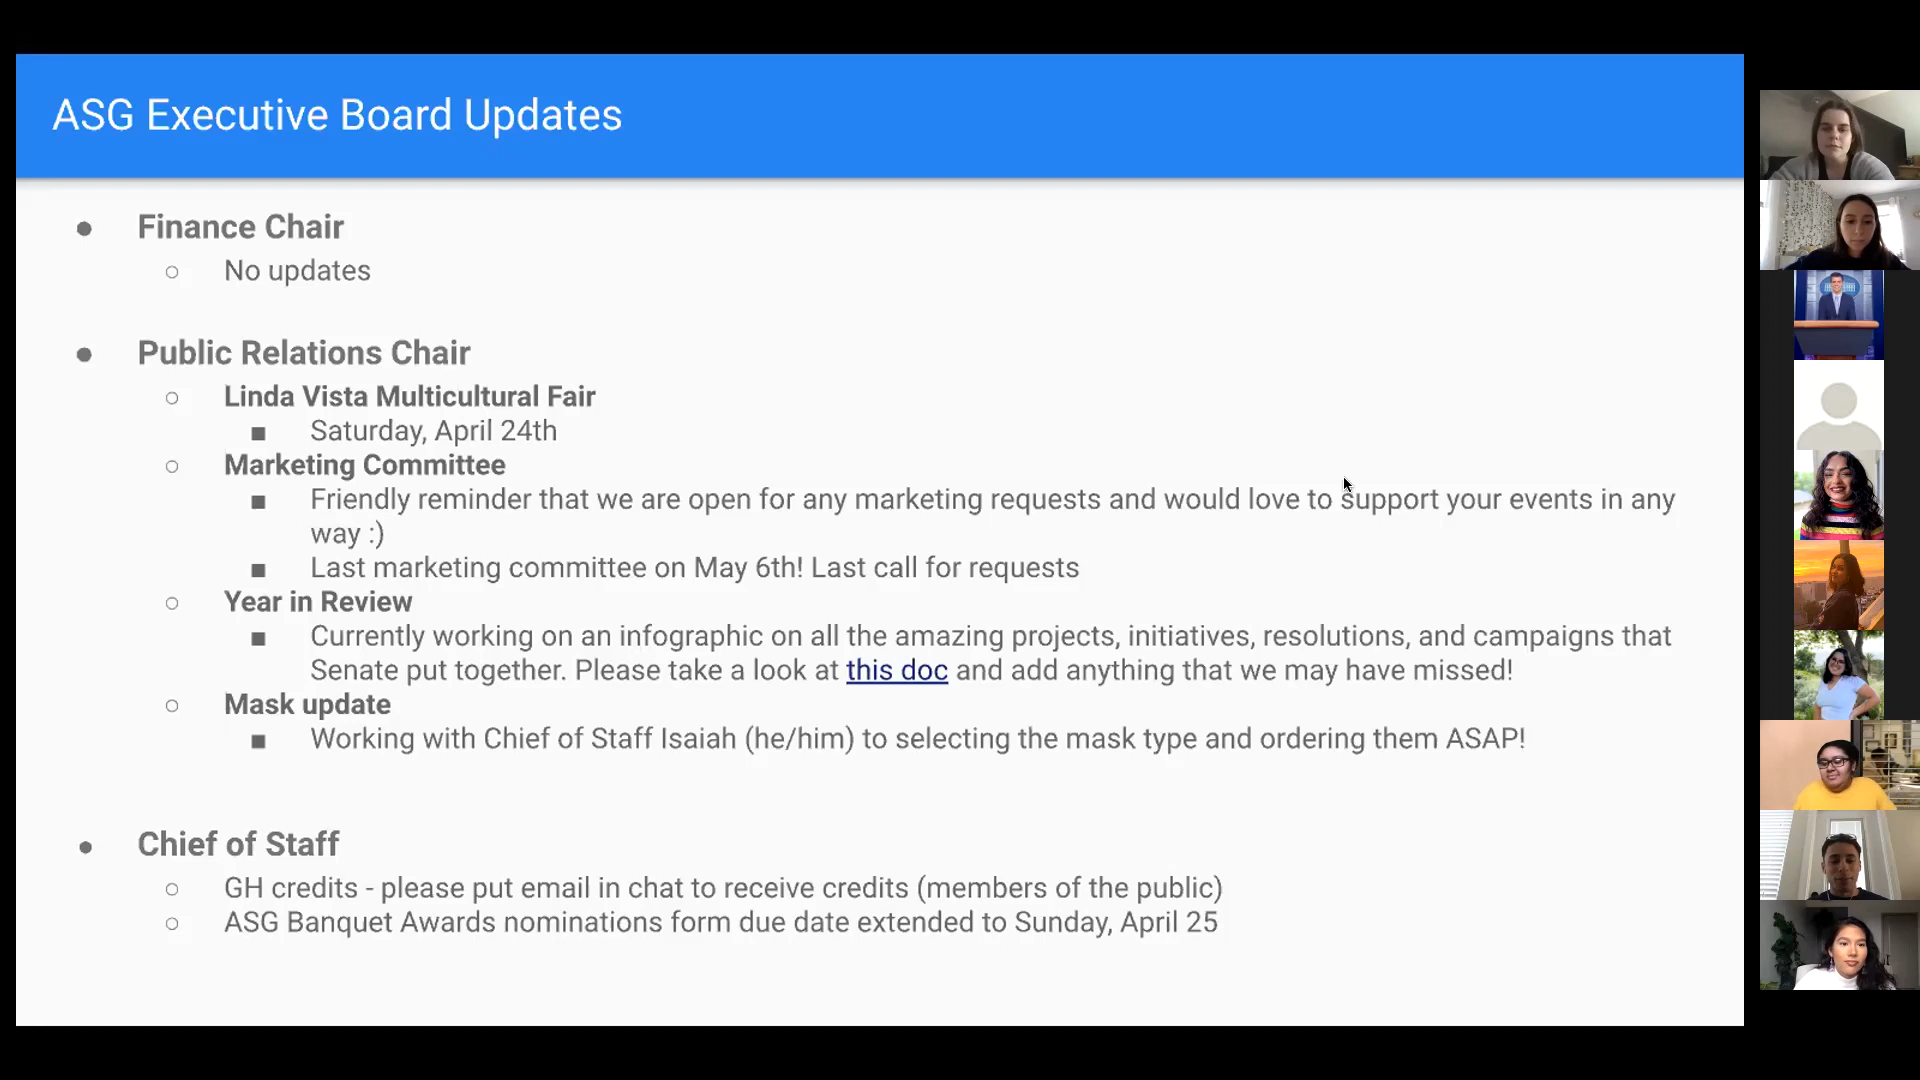 ASG Executive Board Updates
● Finance Chair
○ No updates
● Public Relations Chair
○ Linda Vista Multicultural Fair
■ Saturday, April 24th
○ Marketing Committee
■ Friendly reminder that we are open for any marketing requests and would love to support your events in any
way :)
■ Last marketing committee on May 6th! Last call for requests
○ Year in Review
■ Currently working on an infographic on all the amazing projects, initiatives, resolutions, and campaigns that
Senate put together. Please take a look at this doc and add anything that we may have missed!
○ Mask update
■ Working with Chief of Staff Isaiah (he/him) to selecting the mask type and ordering them ASAP!
● Chief of Staff
○ GH credits - please put email in chat to receive credits (members of the public)
○ ASG Banquet Awards nominations form due date extended to Sunday, April 25